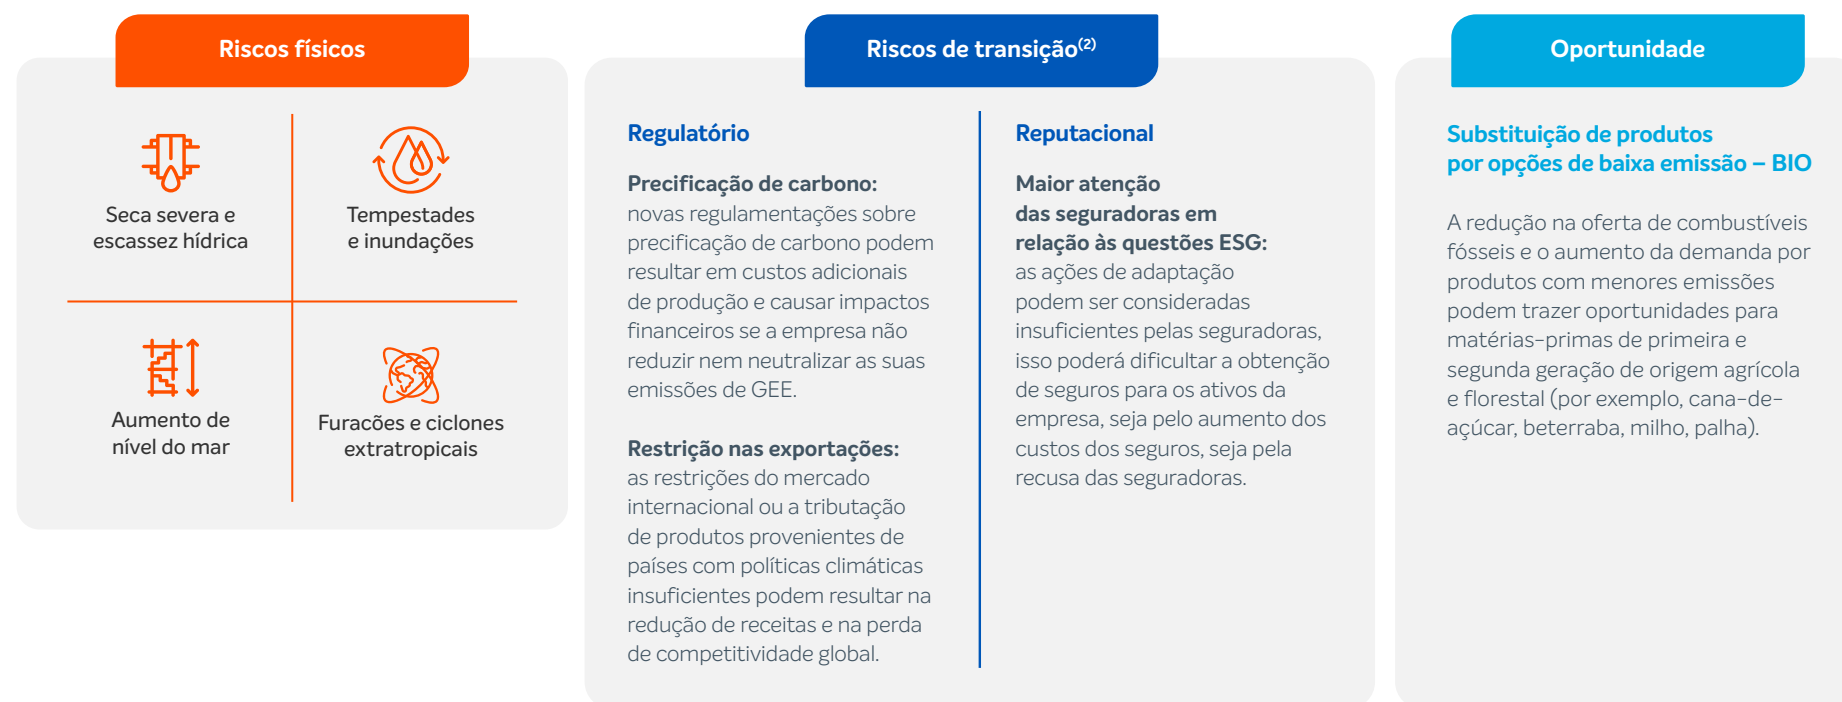 Riscos físicos
Seca severa e
escassez hídrica
Tempestades
e inundações
Aumento de
nível do mar
Furacões e ciclones
extratropicais
Riscos de transição(2)
Regulatório
Precificação de carbono:
novas regulamentações sobre
precificação de carbono podem
resultar em custos adicionais
de produção e causar impactos
financeiros se a empresa não
reduzir nem neutralizar as suas
emissões de GEE.
Restrição nas exportações:
as restrições do mercado
internacional ou a tributação
de produtos provenientes de
países com políticas climáticas
insuficientes podem resultar na
redução de receitas e na perda
de competitividade global.
Reputacional
Maior atenção
das seguradoras em
relação às questões ESG:
as ações de adaptação
podem ser consideradas
insuficientes pelas seguradoras,
isso poderá dificultar a obtenção
de seguros para os ativos da
empresa, seja pelo aumento dos
custos dos seguros, seja pela
recusa das seguradoras.
Oportunidade
Substituição de produtos
por opções de baixa emissão – BIO
A redução na oferta de combustíveis
fósseis e o aumento da demanda por
produtos com menores emissões
podem trazer oportunidades para
matérias-primas de primeira e
segunda geração de origem agrícola
e florestal (por exemplo, cana-de-
açúcar, beterraba, milho, palha).